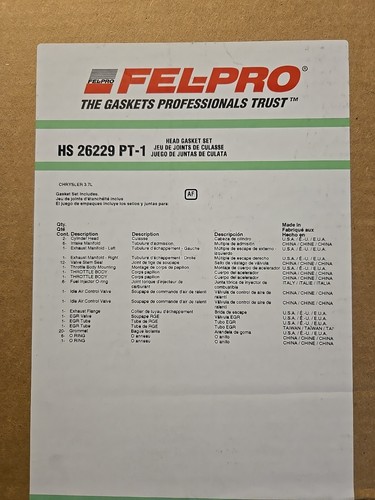 FEL-PRO
FEL-PRO®
THE GASKETS PROFESSIONALS TRUST™
HS 26229 PT-1
HEAD GASKET SET
JEU DE JOINTS DE CULASSE
JUEGO DE JUNTAS DE CULATA
CHRYSLER 3.7L
Gasket Set Includes.
Jeu de joints d'étanchéité inclus
El juego de empaques incluye los sellos y juntas para:
AF
Qty.
Qté
Cont. Description Description Descripción
Made in
Fabriqué aux
Hecho en
2- Cylinder Head Culasse Cabeza de cilindro U.S.A. / É.-U. / E.U.A.
6- Intake Manifold Tubulure d'admission Múltiple de admisión CHINA / CHINE / CHINA
1- Exhaust Manifold - Left Tubulure d'échappement - Gauche Múltiple de escape de externo - izquierdo U.S.A. / É.-U. / E.U.A.
1- Exhaust Manifold - Right Tubulure d'échappement - Droite Múltiple de escape derecho U.S.A. / É.-U. / E.U.A.
12- Valve Stem Seal Joint de tige de soupape Sello de vástago de válvula CHINA / CHINE / CHINA
1- Throttle Body Mounting Montage de corps de papillon Montaje de cuerpo del acelerador U.S.A. / É.-U. / E.U.A.
1- THROTTLE BODY Corps papillon Cuerpo del acelerador CHINA / CHINE / CHINA
1- THROTTLE BODY Corps papillon Cuerpo del acelerador CHINA / CHINE / CHINA
6- Fuel Injector O ring Joint torique d'injecteur de carburant Junta tórica de inyector de combustible ITALY / ITALIE / ITALIA
1- Idle Air Control Valve Soupape de commande d'air de ralenti Válvula de control de aire de ralentí CHINA / CHINE / CHINA
1- Idle Air Control Valve Soupape de commande d'air de ralenti Válvula de control de aire de ralentí CHINA / CHINE / CHINA
1- Exhaust Flange Collet de tuyau d'échappement Brida de escape U.S.A. / É.-U. / E.U.A.
1- EGR Valve Soupape RGE Válvula EGR U.S.A. / É.-U. / E.U.A.
1- EGR Tube Tube de RGE Tubo EGR U.S.A. / É.-U. / E.U.A.
1- EGR Tube Tube de RGE Tubo EGR TAIWAN / TAÏWAN / TAI
20- Grommet Bague isolante Arandela de goma U.S.A. / É.-U. / E.U.A.
6- O RING O anneau O anillo CHINA / CHINE / CHINA
O RING O anneau O anillo CHINA / CHINE / CHINA